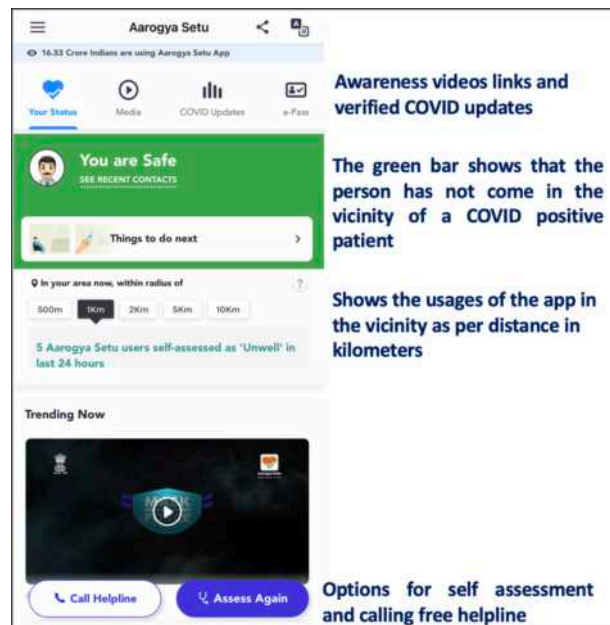 Aarogya Setu
16.33 Crore Indians are using Aarogya Setu App
Your Status
Media
COVID Updates
e-Pass
Awareness videos links and
verified COVID updates
You are Safe
SEE RECENT CONTACTS
Things to do next
The green bar shows that the
person has not come in the
vicinity of a COVID positive
patient
In your area now, within radius of
?
500m
1Km
2Km
5Km
10Km
5 Aarogya Setu users self-assessed as 'Unwell' in
last 24 hours
Shows the usages of the app in
the vicinity as per distance in
kilometers
Trending Now
Call Helpline
Assess Again
Options for self assessment
and calling free helpline